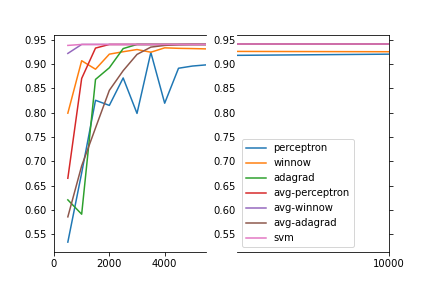 0.95 0.95
0.90 0.90
0.85 0.85
0.80 0.80
0.75 0.75
0.70 0.70
0.65 0.65
0.60 0.60
0.55 0.55
perceptron
winnow
adagrad
avg-perceptron
avg-winnow
avg-adagrad
svm
0 2000 4000 10000